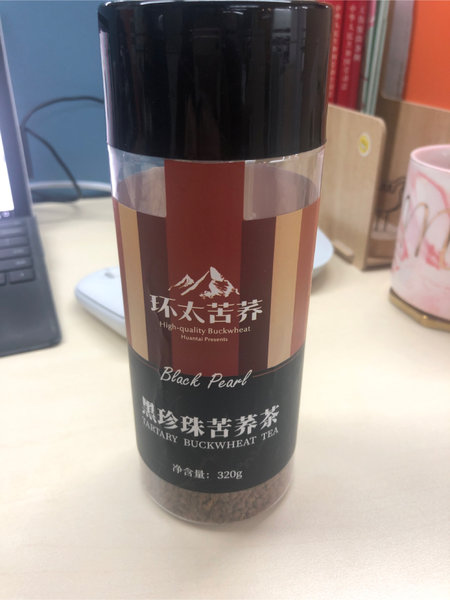 环太苦荞
High-quality Buckwheat
Huantai Presents
Black Pearl
黑珍珠苦荞茶
TARTARY BUCKWHEAT TEA
净含量：320g